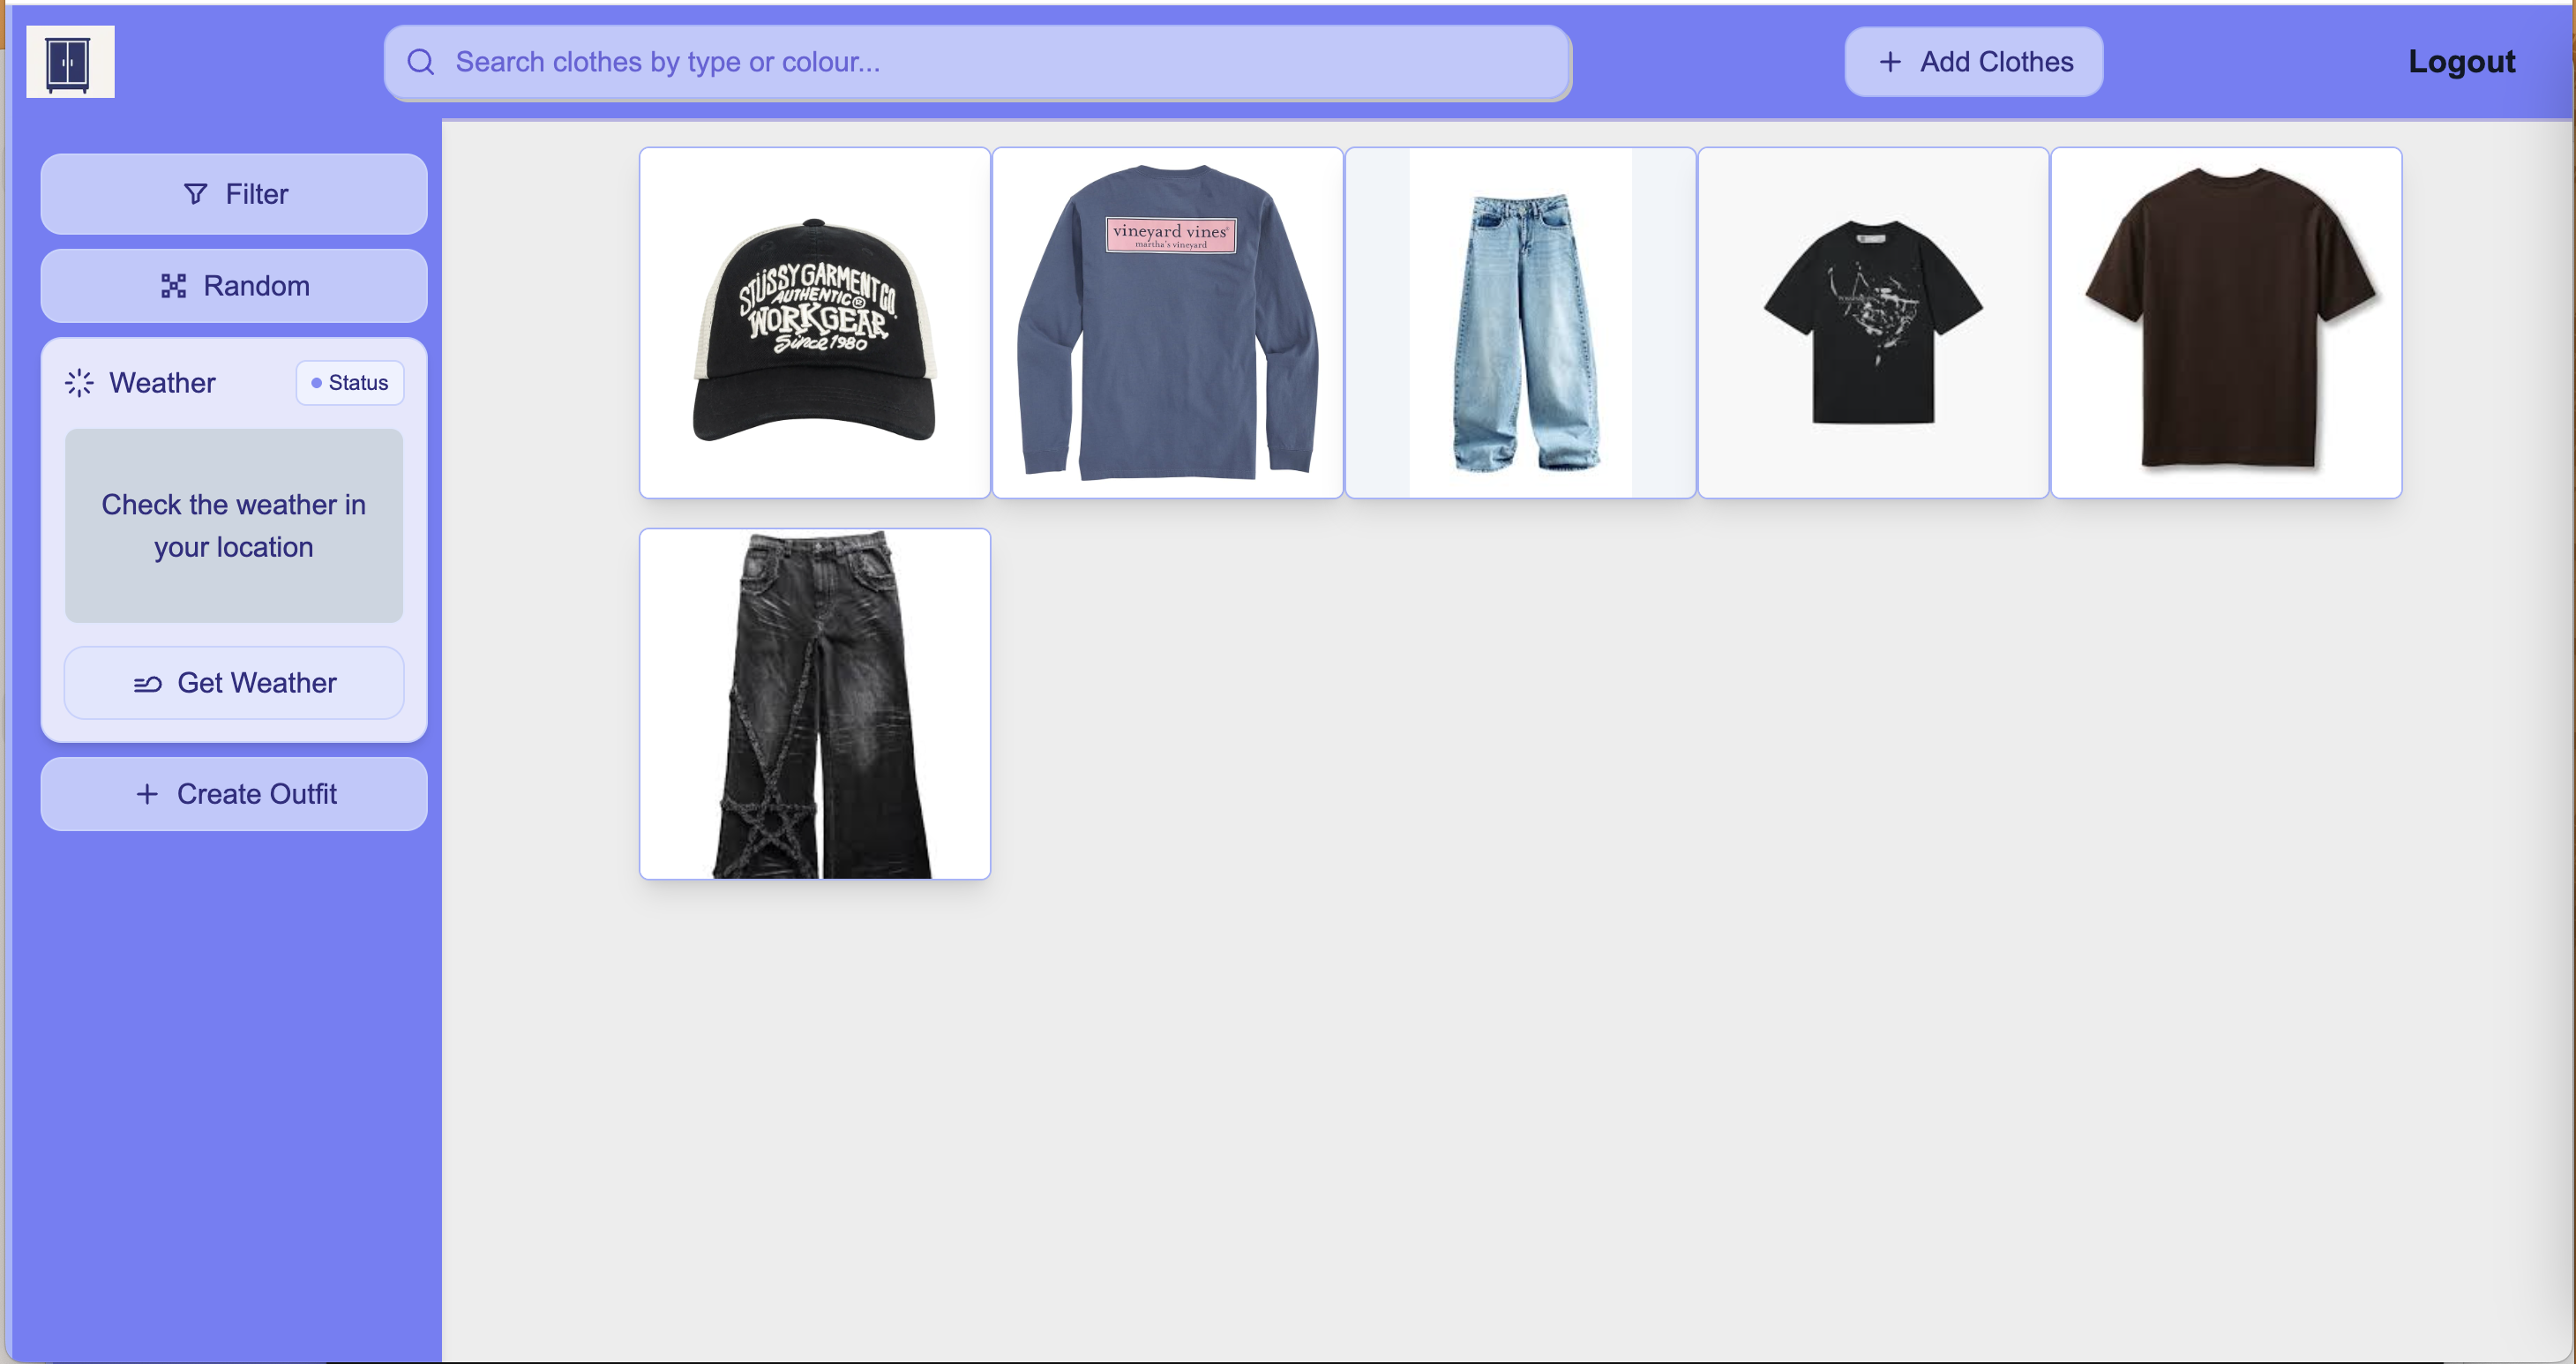 Search clothes by type or colour...
Add Clothes
Logout
Filter
Random
Weather
Status
Check the weather in
your location
Get Weather
Create Outfit
STÜSSY GARMENT CO.
AUTHENTIC®
WORKGEAR
Since 1980
vineyard vines®
martha's vineyard